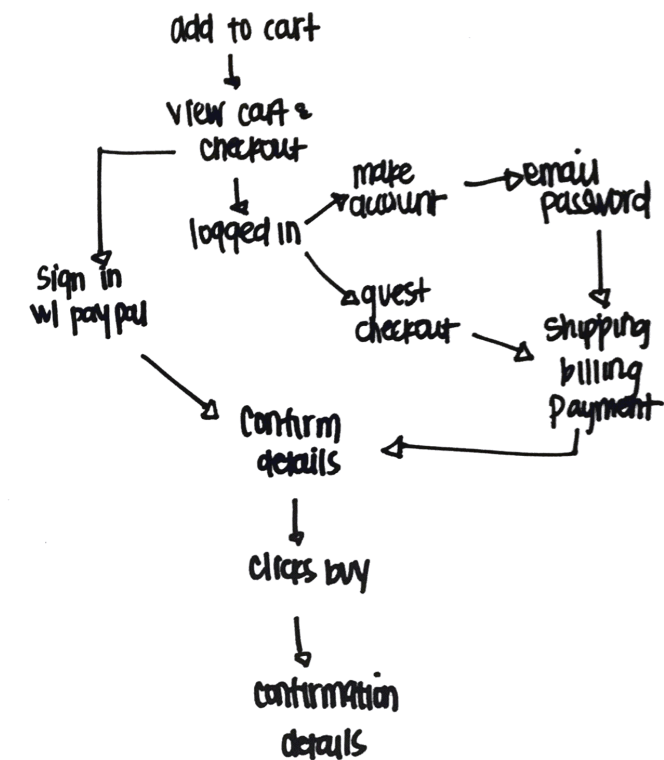 add to cart
view cart &
checkout
make
account
email
password
logged in
sign in
w/ paypal
guest
checkout
shipping
billing
payment
confirm
details
clicks buy
confirmation
details